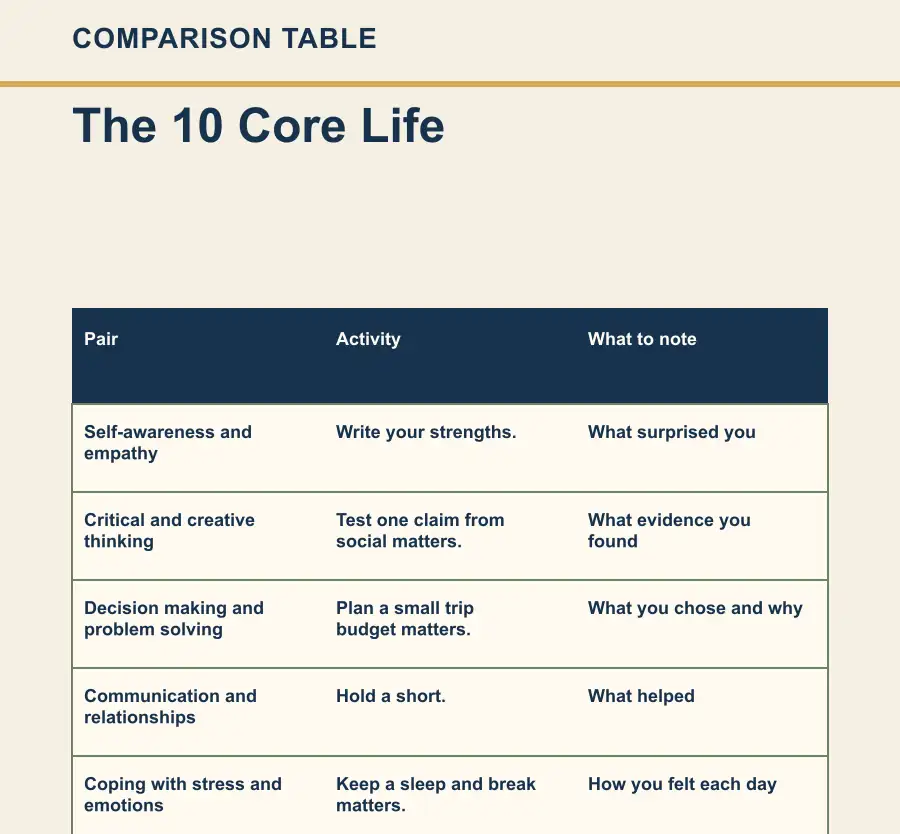 COMPARISON TABLE
The 10 Core Life
Pair
Activity
What to note
Self-awareness and
empathy
Write your strengths.
What surprised you
Critical and creative
thinking
Test one claim from
social matters.
What evidence you
found
Decision making and
problem solving
Plan a small trip
budget matters.
What you chose and why
Communication and
relationships
Hold a short.
What helped
Coping with stress and
emotions
Keep a sleep and break
matters.
How you felt each day